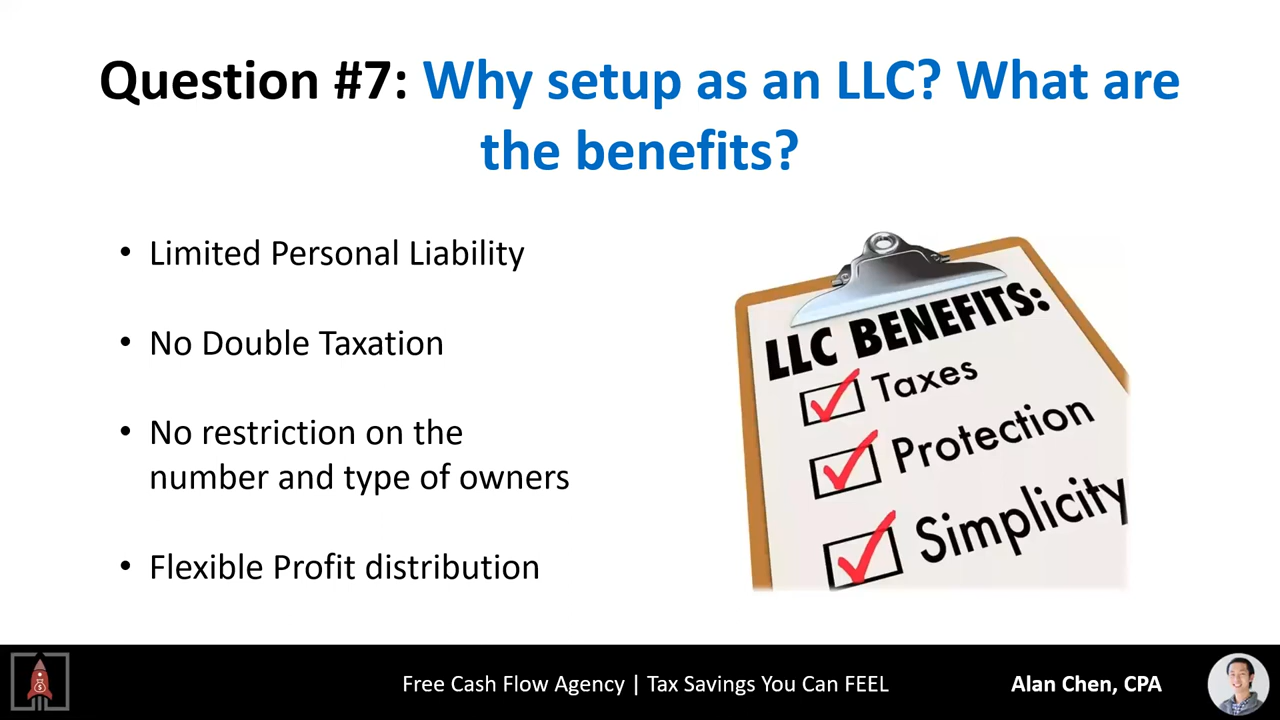 Question #7: Why setup as an LLC? What are
the benefits?
• Limited Personal Liability
• No Double Taxation
• No restriction on the
number and type of owners
• Flexible Profit distribution
LLC BENEFITS:
Taxes
Protection
Simplicity
Free Cash Flow Agency | Tax Savings You Can FEEL
Alan Chen, CPA